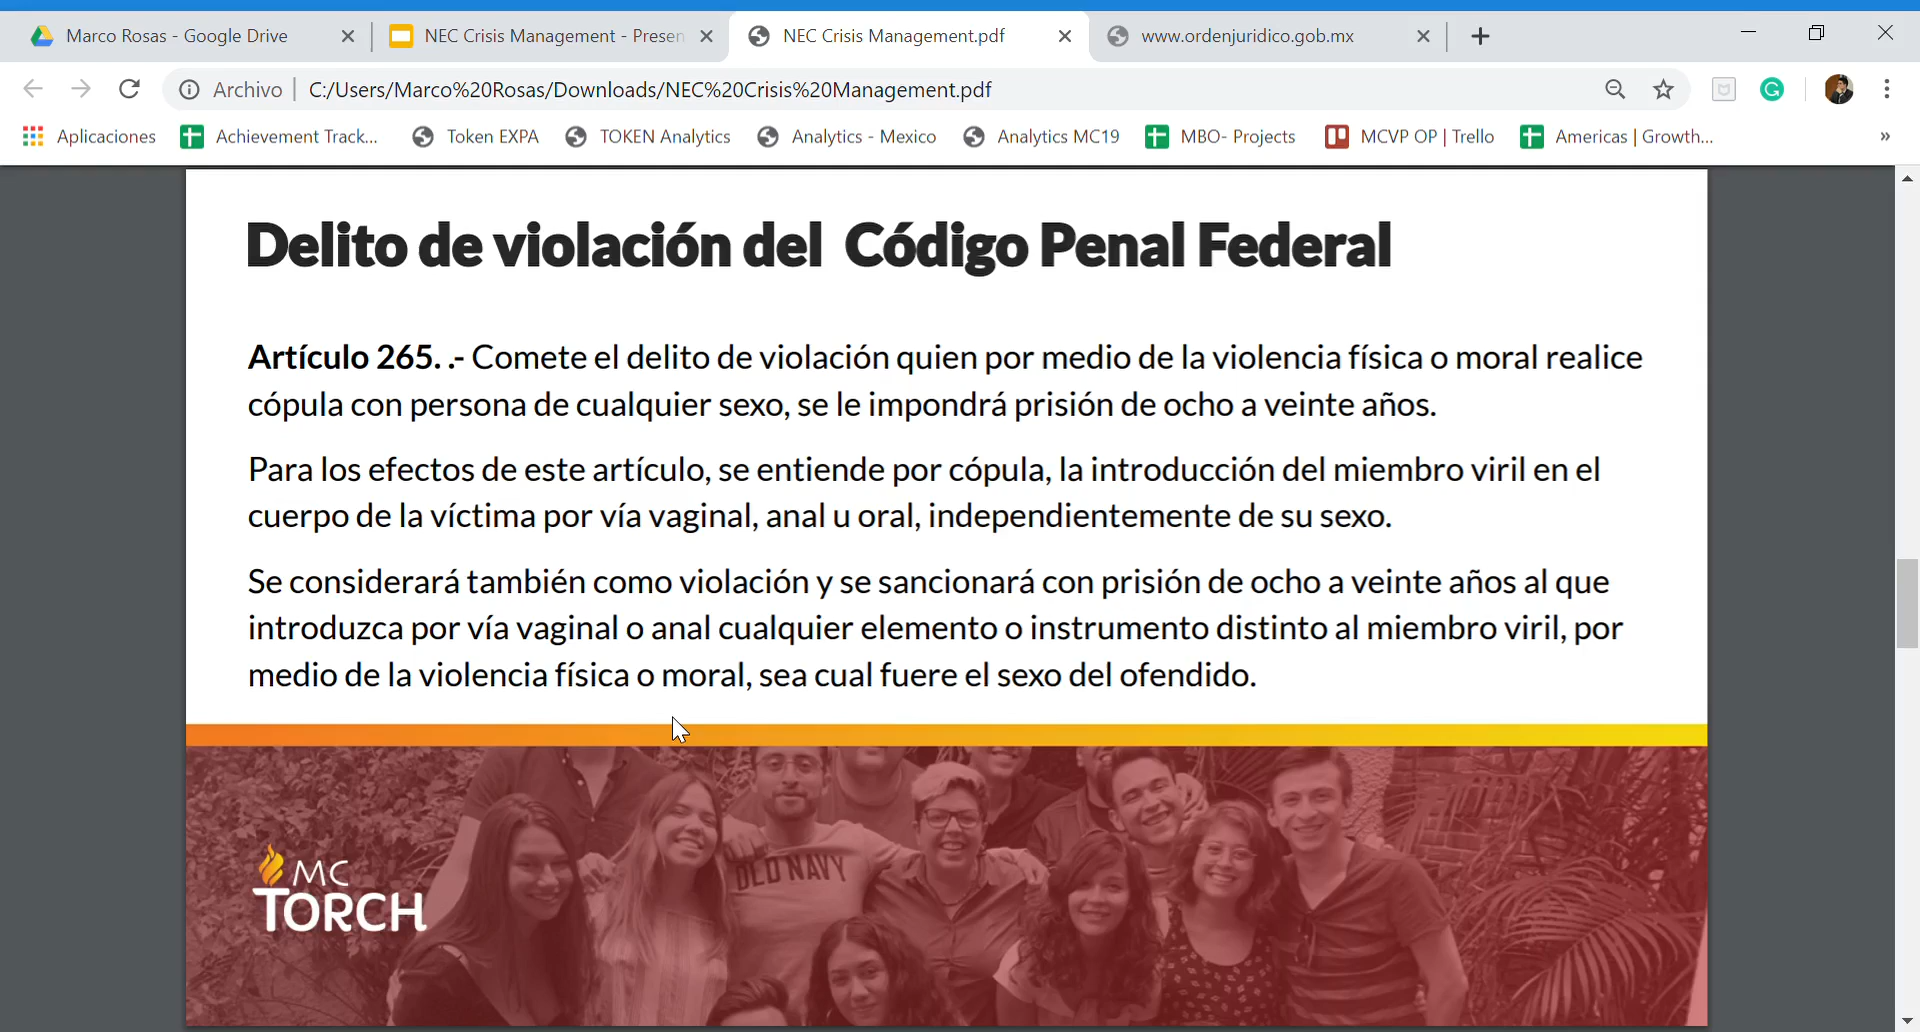 Marco Rosas - Google Drive
NEC Crisis Management - Presen
NEC Crisis Management.pdf
www.ordenjuridico.gob.mx
Archivo
C:/Users/Marco%20Rosas/Downloads/NEC%20Crisis%20Management.pdf
Aplicaciones
Achievement Track...
Token EXPA
TOKEN Analytics
Analytics - Mexico
Analytics MC19
MBO- Projects
MCVP OP | Trello
Americas | Growth...
»
Delito de violación del Código Penal Federal
Artículo 265. .- Comete el delito de violación quien por medio de la violencia física o moral realice
cópula con persona de cualquier sexo, se le impondrá prisión de ocho a veinte años.
Para los efectos de este artículo, se entiende por cópula, la introducción del miembro viril en el
cuerpo de la víctima por vía vaginal, anal u oral, independientemente de su sexo.
Se considerará también como violación y se sancionará con prisión de ocho a veinte años al que
introduzca por vía vaginal o anal cualquier elemento o instrumento distinto al miembro viril, por
medio de la violencia física o moral, sea cual fuere el sexo del ofendido.
OLD NAVY
MC
TORCH